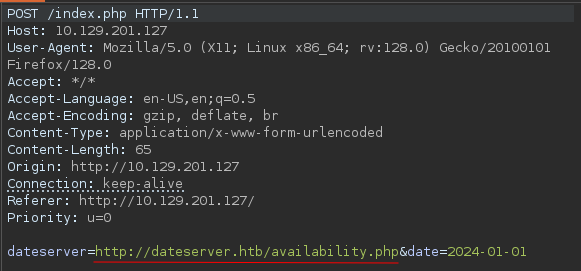 POST /index.php HTTP/1.1
Host: 10.129.201.127
User-Agent: Mozilla/5.0 (X11; Linux x86_64; rv:128.0) Gecko/20100101
Firefox/128.0
Accept: */*
Accept-Language: en-US,en;q=0.5
Accept-Encoding: gzip, deflate, br
Content-Type: application/x-www-form-urlencoded
Content-Length: 65
Origin: http://10.129.201.127
Connection: keep-alive
Referer: http://10.129.201.127/
Priority: u=0
dateserver=http://dateserver.htb/availability.php&date=2024-01-01